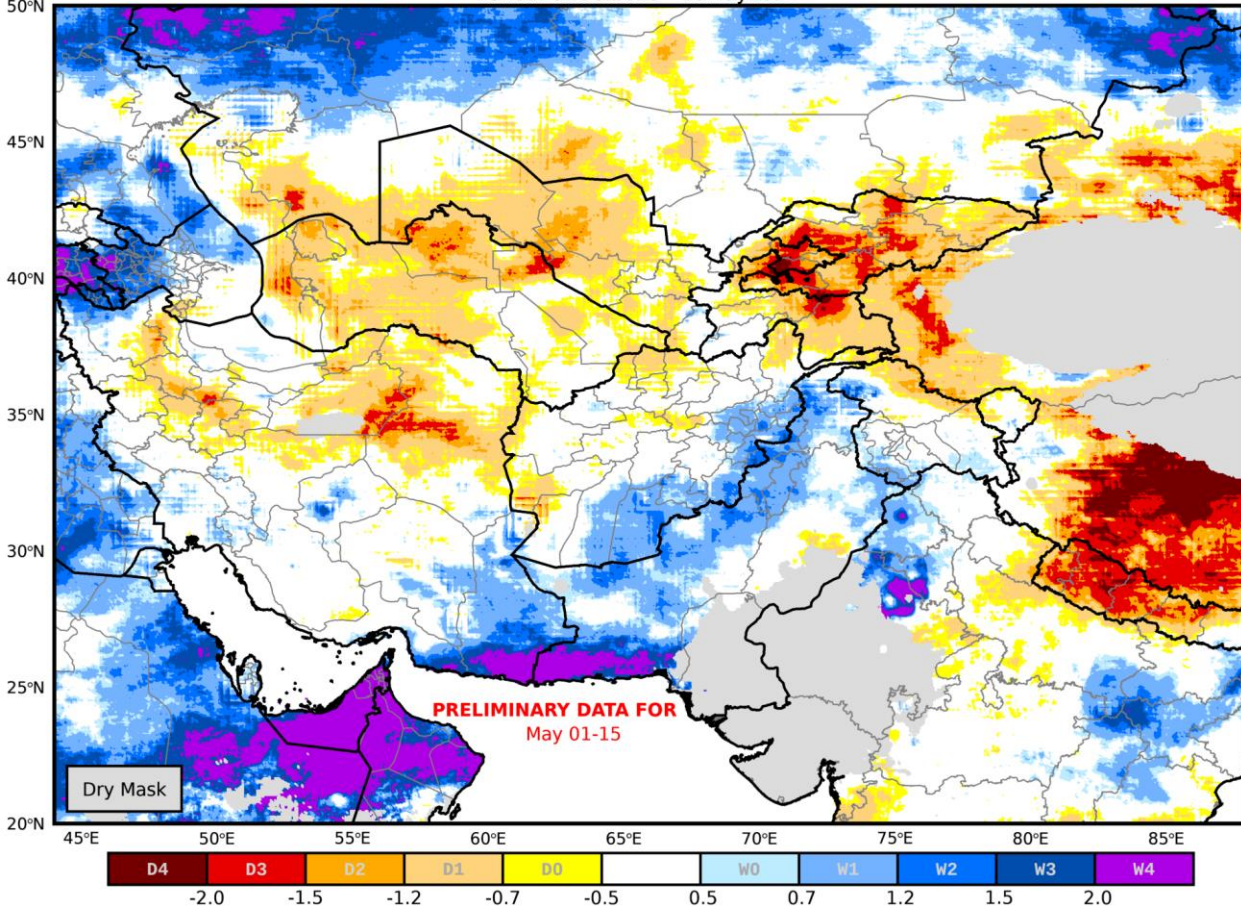 50°N
45°N
40°N
35°N
30°N
25°N
20°N
PRELIMINARY DATA FOR
May 01-15
Dry Mask
45°E 50°E 55°E 60°E 65°E 70°E 75°E 80°E 85°E
D4 D3 D2 D1 D0 W0 W1 W2 W3 W4
-2.0 -1.5 -1.2 -0.7 -0.5 0.5 0.7 1.2 1.5 2.0